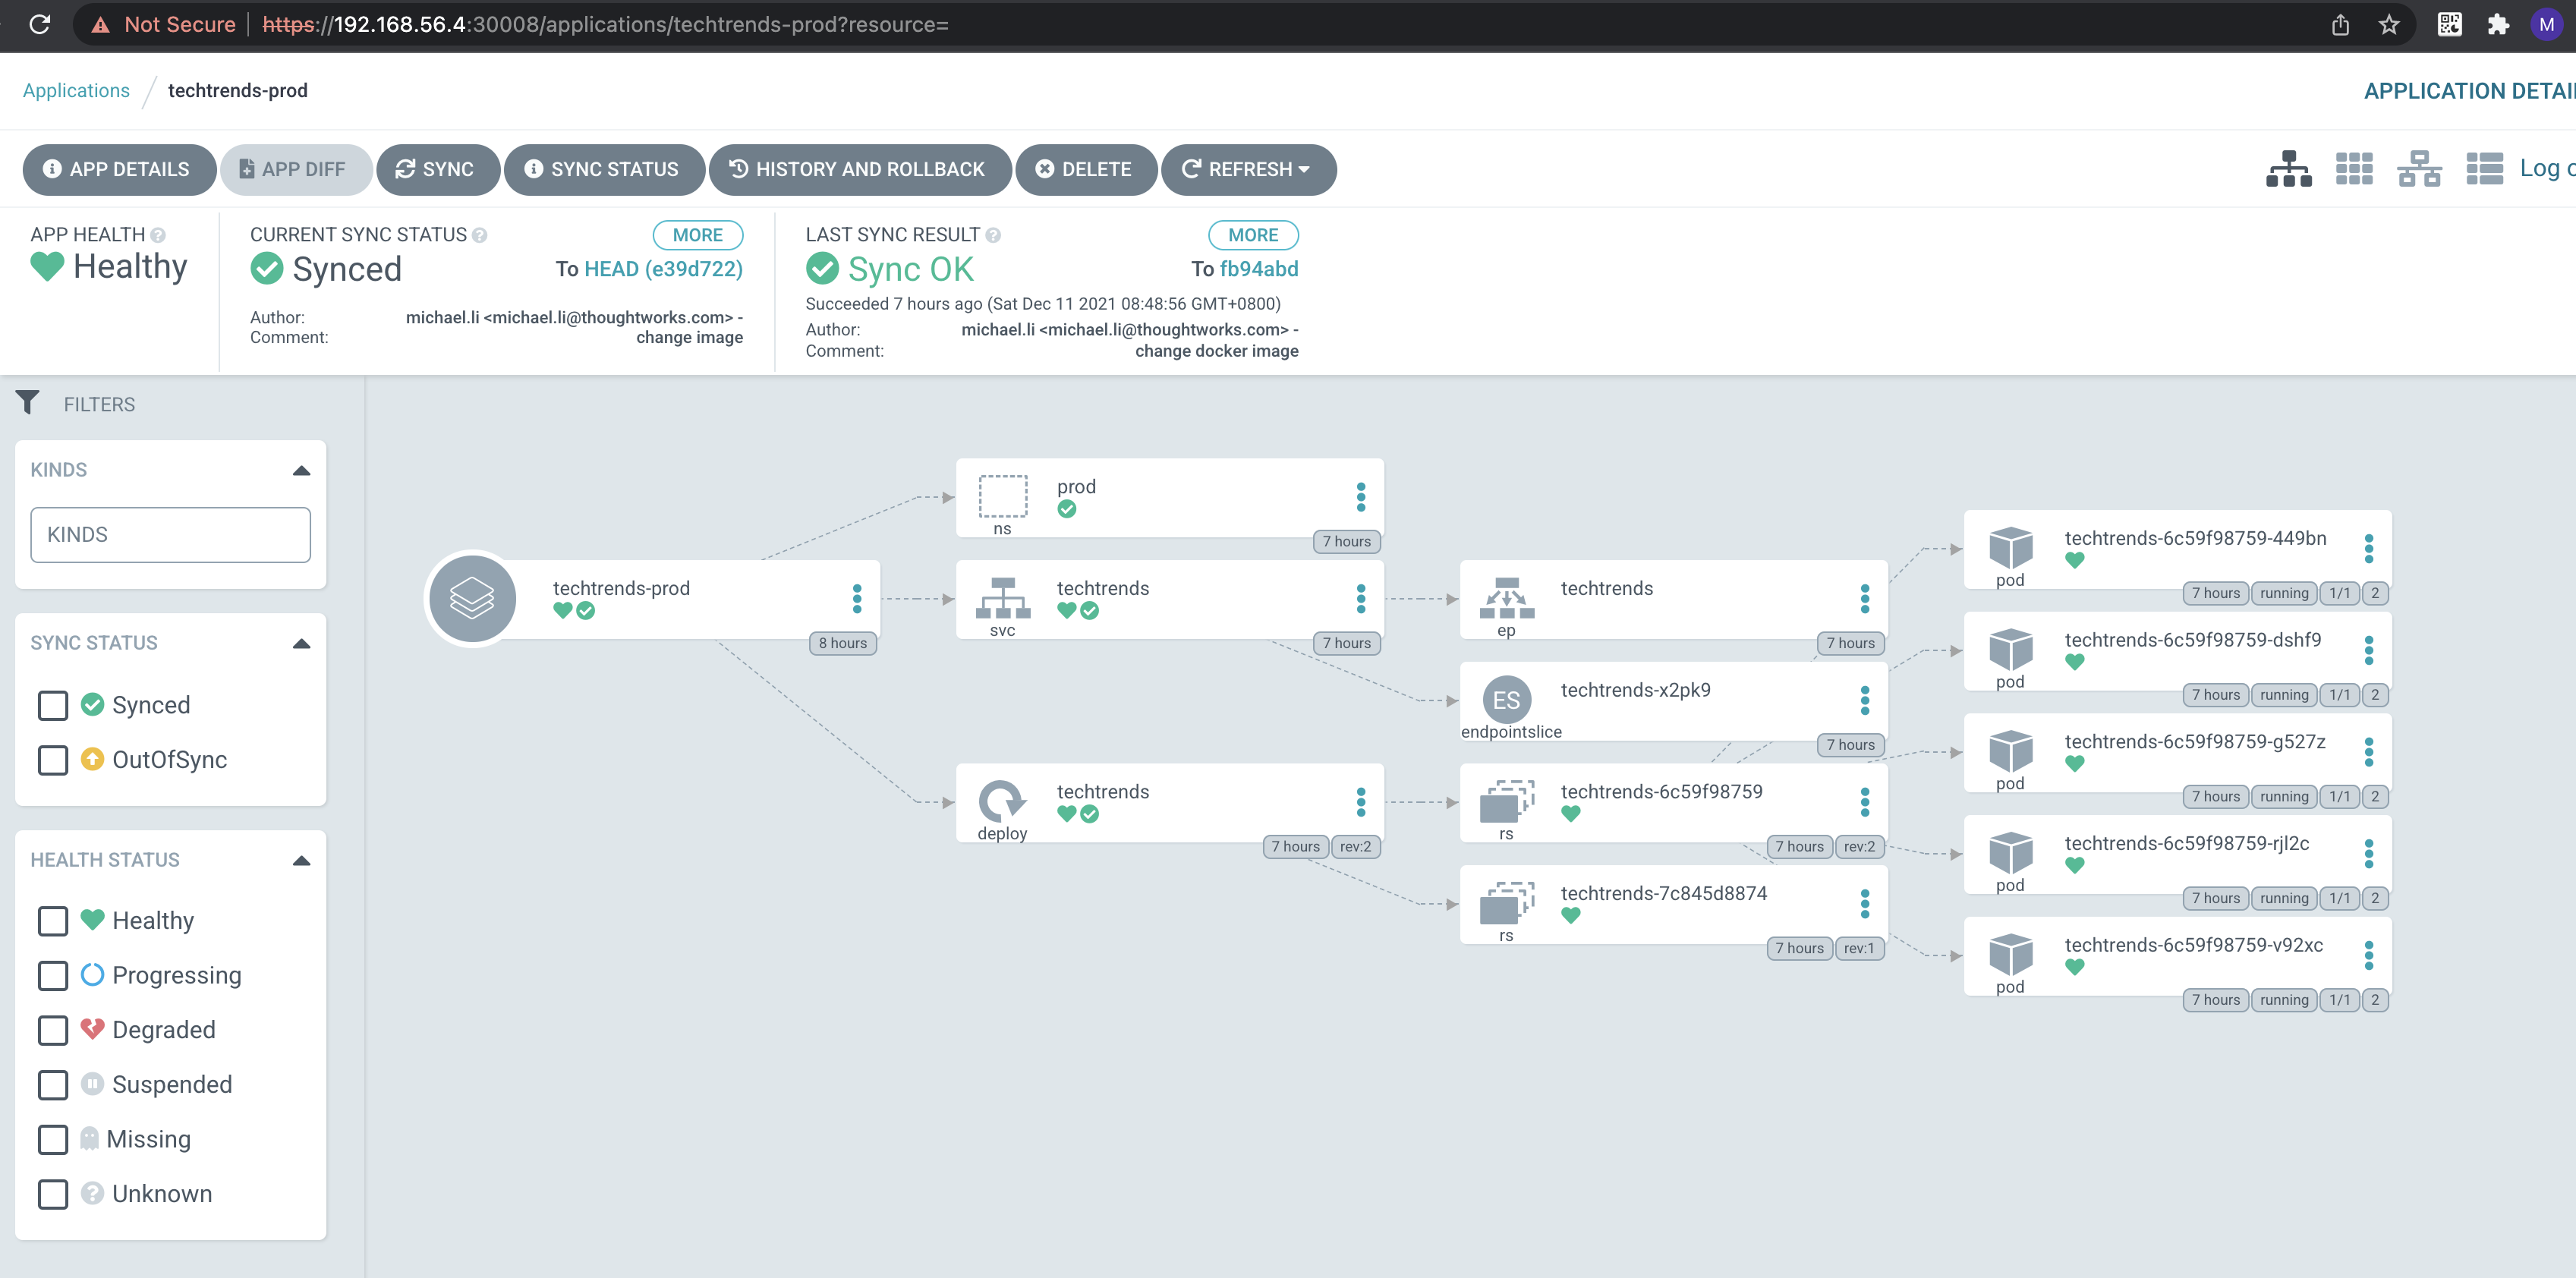 Not Secure https://192.168.56.4:30008/applications/techtrends-prod?resource=
M
Applications / techtrends-prod
APPLICATION DETAI
APP DETAILS
APP DIFF
SYNC
SYNC STATUS
HISTORY AND ROLLBACK
DELETE
REFRESH
Log o
APP HEALTH
Healthy
CURRENT SYNC STATUS
MORE
Synced
To HEAD (e39d722)
Author: michael.li <michael.li@thoughtworks.com> -
Comment: change image
LAST SYNC RESULT
MORE
Sync OK
To fb94abd
Succeeded 7 hours ago (Sat Dec 11 2021 08:48:56 GMT+0800)
Author: michael.li <michael.li@thoughtworks.com> -
Comment: change docker image
FILTERS
KINDS
KINDS
SYNC STATUS
Synced
OutOfSync
HEALTH STATUS
Healthy
Progressing
Degraded
Suspended
Missing
Unknown
techtrends-prod
8 hours
prod
ns
7 hours
techtrends
svc
7 hours
techtrends
deploy
7 hours rev:2
techtrends
ep
7 hours
ES
techtrends-x2pk9
endpointslice
7 hours
techtrends-6c59f98759
rs
7 hours rev:2
techtrends-7c845d8874
rs
7 hours rev:1
techtrends-6c59f98759-449bn
pod
7 hours running 1/1 2
techtrends-6c59f98759-dshf9
pod
7 hours running 1/1 2
techtrends-6c59f98759-g527z
pod
7 hours running 1/1 2
techtrends-6c59f98759-rjl2c
pod
7 hours running 1/1 2
techtrends-6c59f98759-v92xc
pod
7 hours running 1/1 2